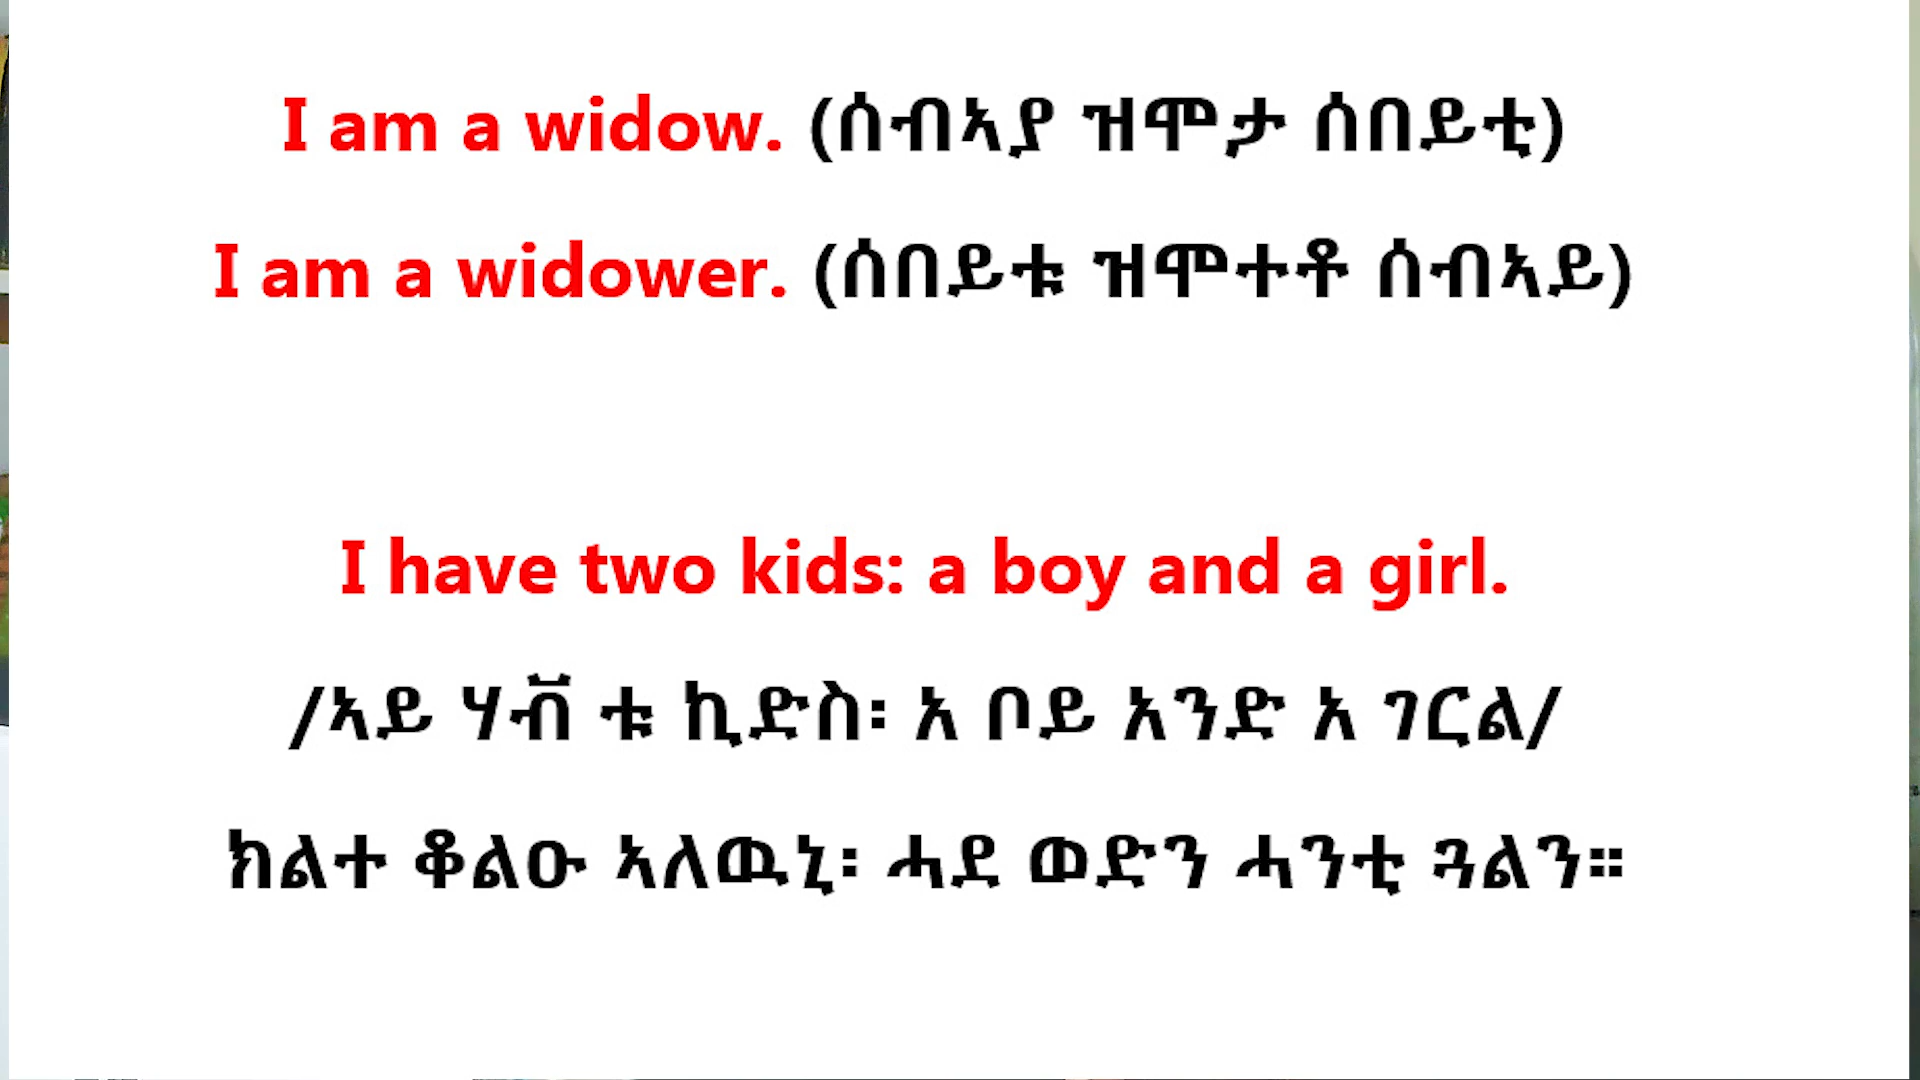 I am a widow. (ሰብኣያ ዝሞታ ሰበይቲ)
I am a widower. (ሰበይቱ ዝሞተቶ ሰብኣይ)
I have two kids: a boy and a girl.
/ኣይ ሃቭ ቱ ኪድስ፡ አ ቦይ አንድ አ ገርል/
ክልተ ቆልዑ ኣለዉኒ፡ ሓደ ወድን ሓንቲ ጓልን።